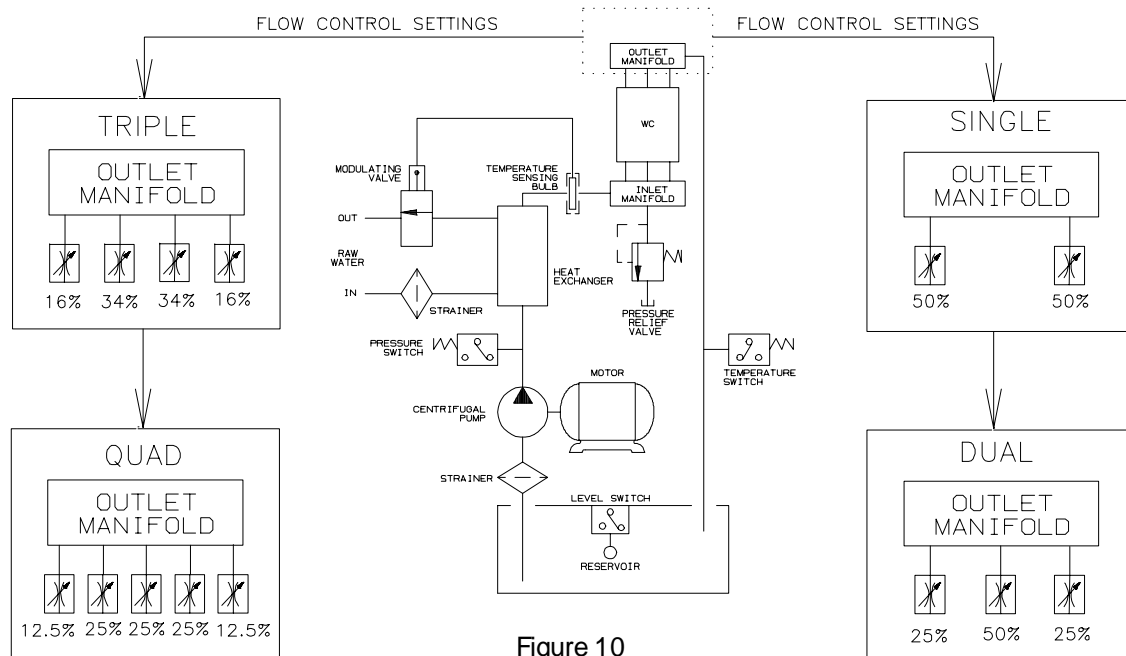 FLOW CONTROL SETTINGS
FLOW CONTROL SETTINGS
OUTLET
MANIFOLD
WC
INLET
MANIFOLD
TEMPERATURE
SENSING
BULB
MODULATING
VALVE
OUT
RAW
WATER
IN
STRAINER
HEAT
EXCHANGER
PRESSURE
RELIEF
VALVE
PRESSURE
SWITCH
TEMPERATURE
SWITCH
MOTOR
CENTRIFUGAL
PUMP
STRAINER
LEVEL SWITCH
RESERVOIR
TRIPLE
OUTLET
MANIFOLD
16% 34% 34% 16%
QUAD
OUTLET
MANIFOLD
12.5% 25% 25% 25% 12.5%
SINGLE
OUTLET
MANIFOLD
50% 50%
DUAL
OUTLET
MANIFOLD
25% 50% 25%
Figure 10